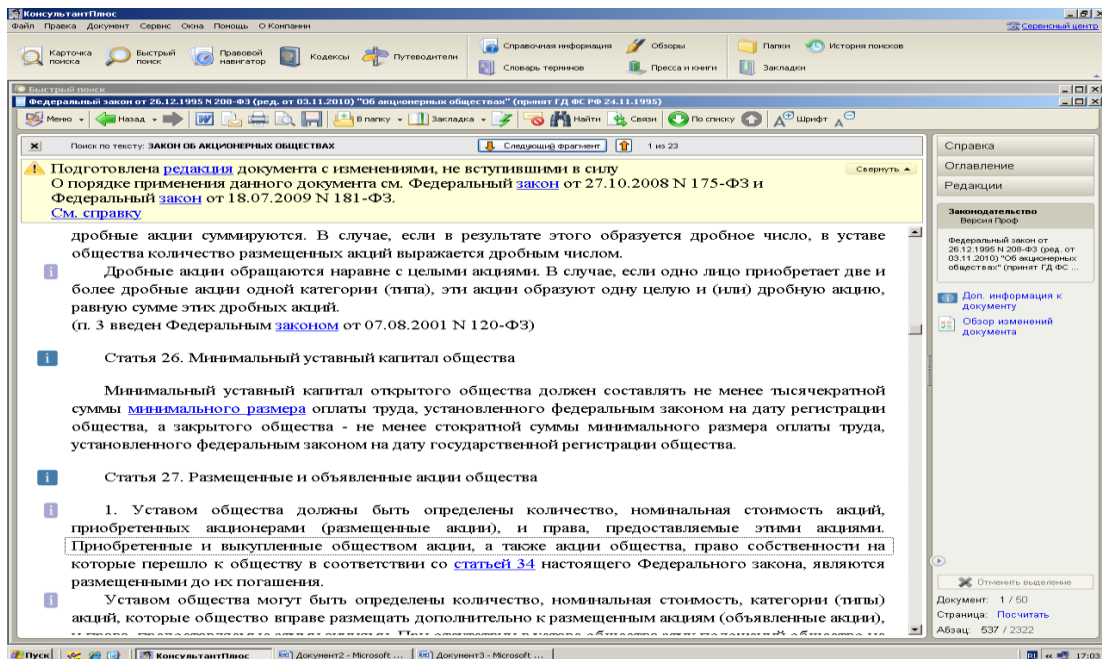 КонсультантПлюс
Файл Правка Документ Сервис Окна Помощь О Компании
Сервисный центр
Карточка поиска
Быстрый поиск
Правовой навигатор
Кодексы
Путеводители
Справочная информация
Словарь терминов
Обзоры
Пресса и книги
Папки
Закладки
История поисков
Быстрый поиск
Федеральный закон от 26.12.1995 N 208-ФЗ (ред. от 03.11.2010) "Об акционерных обществах" (принят ГД ФС РФ 24.11.1995)
Меню Назад В папку Закладка Найти Связи По списку Шрифт
Поиск по тексту: ЗАКОН ОБ АКЦИОНЕРНЫХ ОБЩЕСТВАХ Следующий фрагмент 1 из 23
Подготовлена редакция документа с изменениями, не вступившими в силу
Свернуть
О порядке применения данного документа см. Федеральный закон от 27.10.2008 N 175-ФЗ и
Федеральный закон от 18.07.2009 N 181-ФЗ.
См. справку
дробные акции суммируются. В случае, если в результате этого образуется дробное число, в уставе
общества количество размещенных акций выражается дробным числом.
Дробные акции обращаются наравне с целыми акциями. В случае, если одно лицо приобретает две и
более дробные акции одной категории (типа), эти акции образуют одну целую и (или) дробную акцию,
равную сумме этих дробных акций.
(п. 3 введен Федеральным законом от 07.08.2001 N 120-ФЗ)
Статья 26. Минимальный уставный капитал общества
Минимальный уставный капитал открытого общества должен составлять не менее тысячекратной
суммы минимального размера оплаты труда, установленного федеральным законом на дату регистрации
общества, а закрытого общества - не менее стократной суммы минимального размера оплаты труда,
установленного федеральным законом на дату государственной регистрации общества.
Статья 27. Размещенные и объявленные акции общества
1. Уставом общества должны быть определены количество, номинальная стоимость акций,
приобретенных акционерами (размещенные акции), и права, предоставляемые этими акциями.
Приобретенные и выкупленные обществом акции, а также акции общества, право собственности на
которые перешло к обществу в соответствии со статьей 34 настоящего Федерального закона, являются
размещенными до их погашения.
Уставом общества могут быть определены количество, номинальная стоимость, категории (типы)
акций, которые общество вправе размещать дополнительно к размещенным акциям (объявленные акции),
Справка
Оглавление
Редакции
Законодательство
Версия Проф
Федеральный закон от
26.12.1995 N 208-ФЗ (ред. от
03.11.2010) "Об акционерных
обществах" (принят ГД ФС ...
Доп. информация к
документу
Обзор изменений
документа
Отменить выделение
Документ: 1 / 50
Страница: Посчитать
Абзац: 537 / 2322
Пуск КонсультантПлюс Документ2 - Microsoft ... Документ3 - Microsoft ... RU 17:03